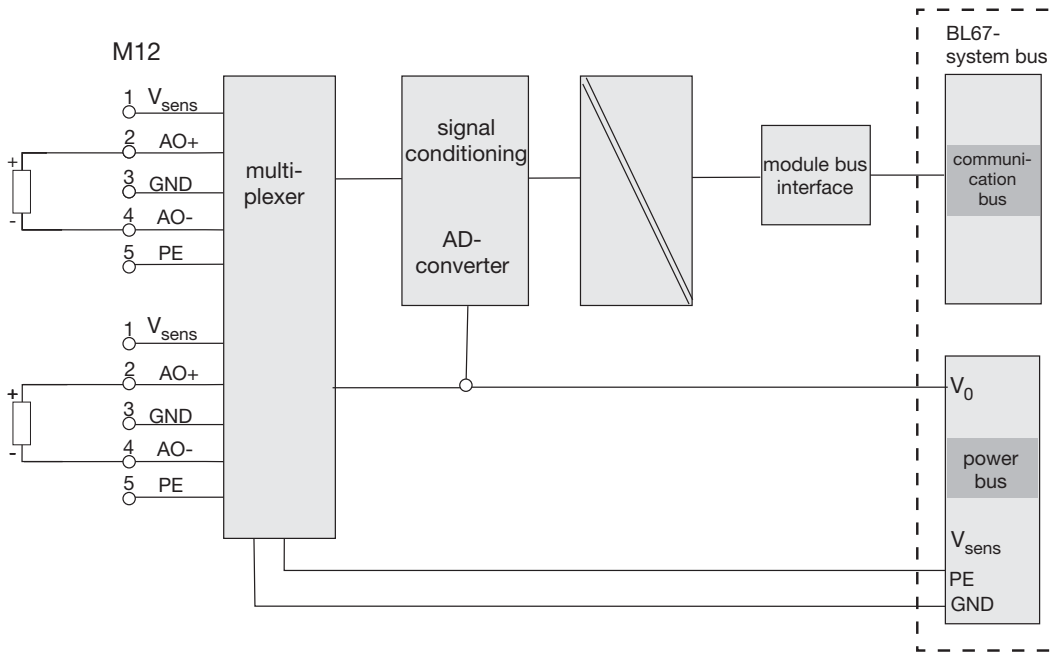 BL67-
system bus
M12
1 Vsens
2 AO+
+
3 GND
-
4 AO-
5 PE
multi-
plexer
signal
conditioning
AD-
converter
module bus
interface
communi-
cation
bus
1 Vsens
2 AO+
+
3 GND
-
4 AO-
5 PE
V0
power
bus
Vsens
PE
GND